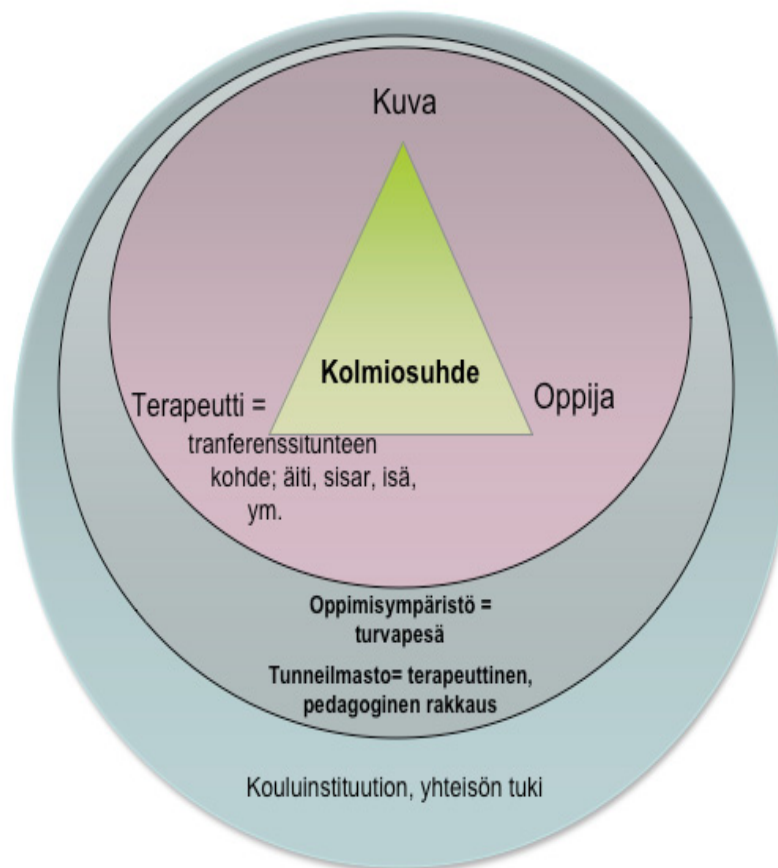 Kuva
Kolmiosuhde
Terapeutti =
Oppija
tranferenssitunteen
kohde; äiti, sisar, isä,
ym.
Oppimisympäristö =
turvapesä
Tunneilmasto= terapeuttinen,
pedagoginen rakkaus
Kouluinstituution, yhteisön tuki